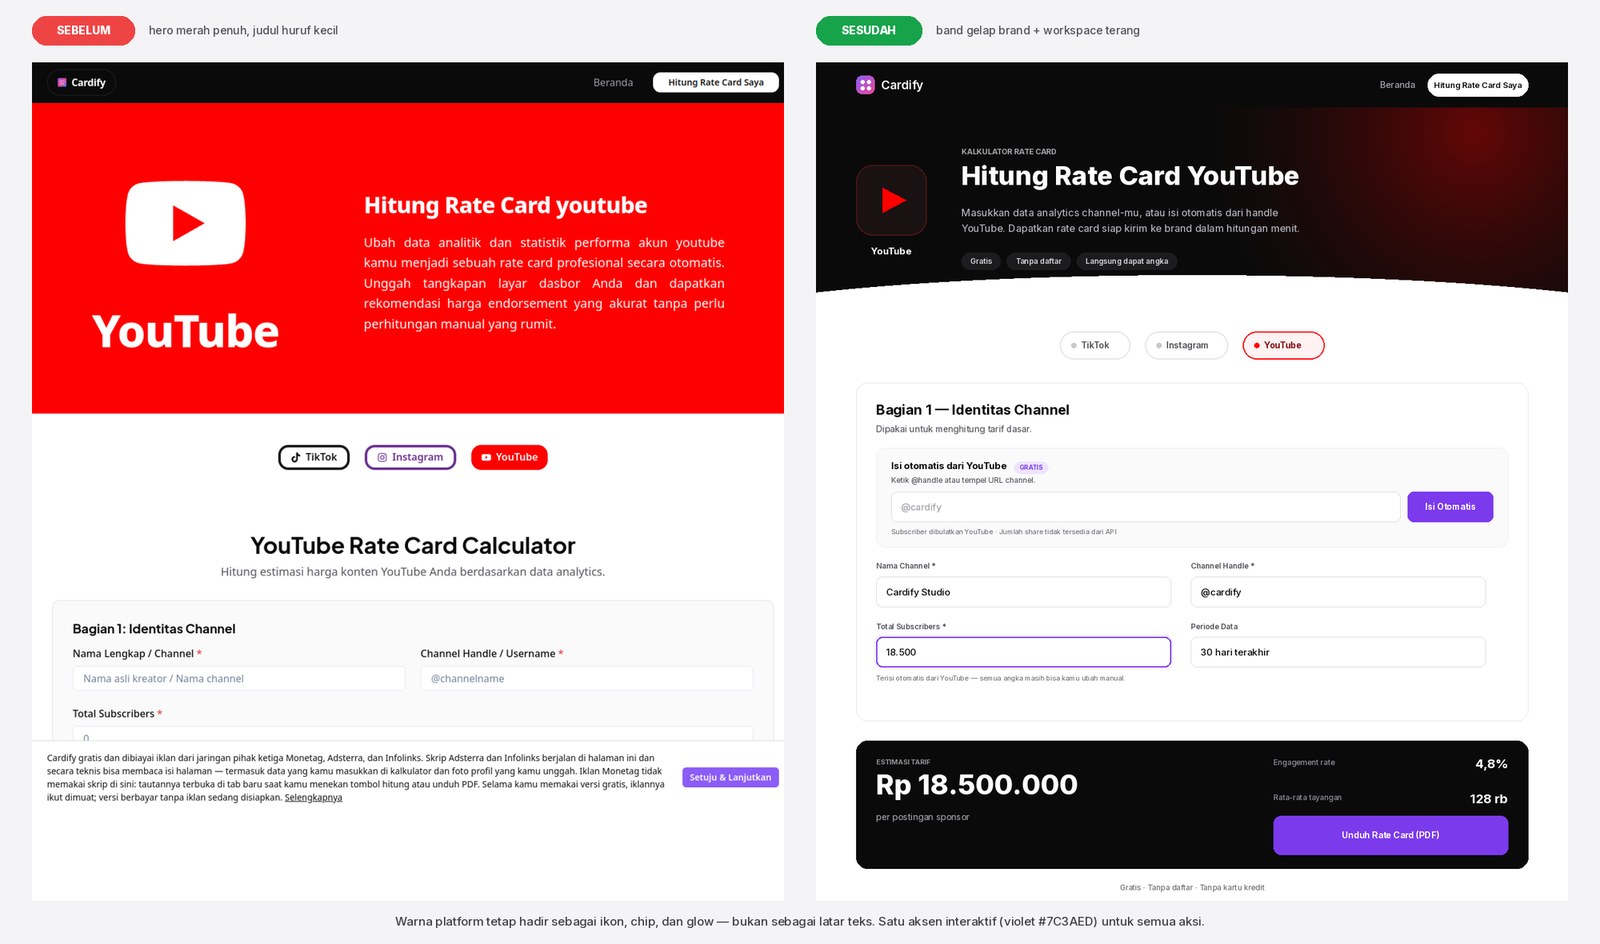 SEBELUM
hero merah penuh, judul huruf kecil
Cardify
Beranda
Hitung Rate Card Saya
YouTube
Hitung Rate Card youtube
Ubah data analitik dan statistik performa akun youtube
kamu menjadi sebuah rate card profesional secara otomatis.
Unggah tangkapan layar dasbor Anda dan dapatkan
rekomendasi harga endorsement yang akurat tanpa perlu
perhitungan manual yang rumit.
TikTok
Instagram
YouTube
YouTube Rate Card Calculator
Hitung estimasi harga konten YouTube Anda berdasarkan data analytics.
Bagian 1: Identitas Channel
Nama Lengkap / Channel *
Channel Handle / Username *
Nama asli kreator / Nama channel
@channelname
Total Subscribers *
0
Cardify gratis dan dibiayai iklan dari jaringan pihak ketiga Monetag, Adsterra, dan Infolinks. Skrip Adsterra dan Infolinks berjalan di halaman ini dan
secara teknis bisa membaca isi halaman — termasuk data yang kamu masukkan di kalkulator dan foto profil yang kamu unggah. Iklan Monetag tidak
memakai skrip di sini: tautannya terbuka di tab baru saat kamu menekan tombol hitung atau unduh PDF. Selama kamu memakai versi gratis, iklannya
ikut dimuat; versi berbayar tanpa iklan sedang disiapkan. Selengkapnya
Setuju & Lanjutkan
SESUDAH
band gelap brand + workspace terang
Cardify
Beranda
Hitung Rate Card Saya
YouTube
KALKULATOR RATE CARD
Hitung Rate Card YouTube
Masukkan data analytics channel-mu, atau isi otomatis dari handle
YouTube. Dapatkan rate card siap kirim ke brand dalam hitungan menit.
Gratis
Tanpa daftar
Langsung dapat angka
TikTok
Instagram
YouTube
Bagian 1 — Identitas Channel
Dipakai untuk menghitung tarif dasar.
Isi otomatis dari YouTube
GRATIS
Ketik @handle atau tempel URL channel.
@cardify
Isi Otomatis
Subscriber dibulatkan YouTube · Jumlah share tidak tersedia dari API.
Nama Channel *
Channel Handle *
Cardify Studio
@cardify
Total Subscribers *
Periode Data
18.500
30 hari terakhir
Terisi otomatis dari YouTube — semua angka masih bisa kamu ubah manual.
ESTIMASI TARIF
Rp 18.500.000
per postingan sponsor
Engagement rate
4,8%
Rata-rata tayangan
128 rb
Unduh Rate Card (PDF)
Gratis · Tanpa daftar · Tanpa kartu kredit
Warna platform tetap hadir sebagai ikon, chip, dan glow — bukan sebagai latar teks. Satu aksen interaktif (violet #7C3AED) untuk semua aksi.